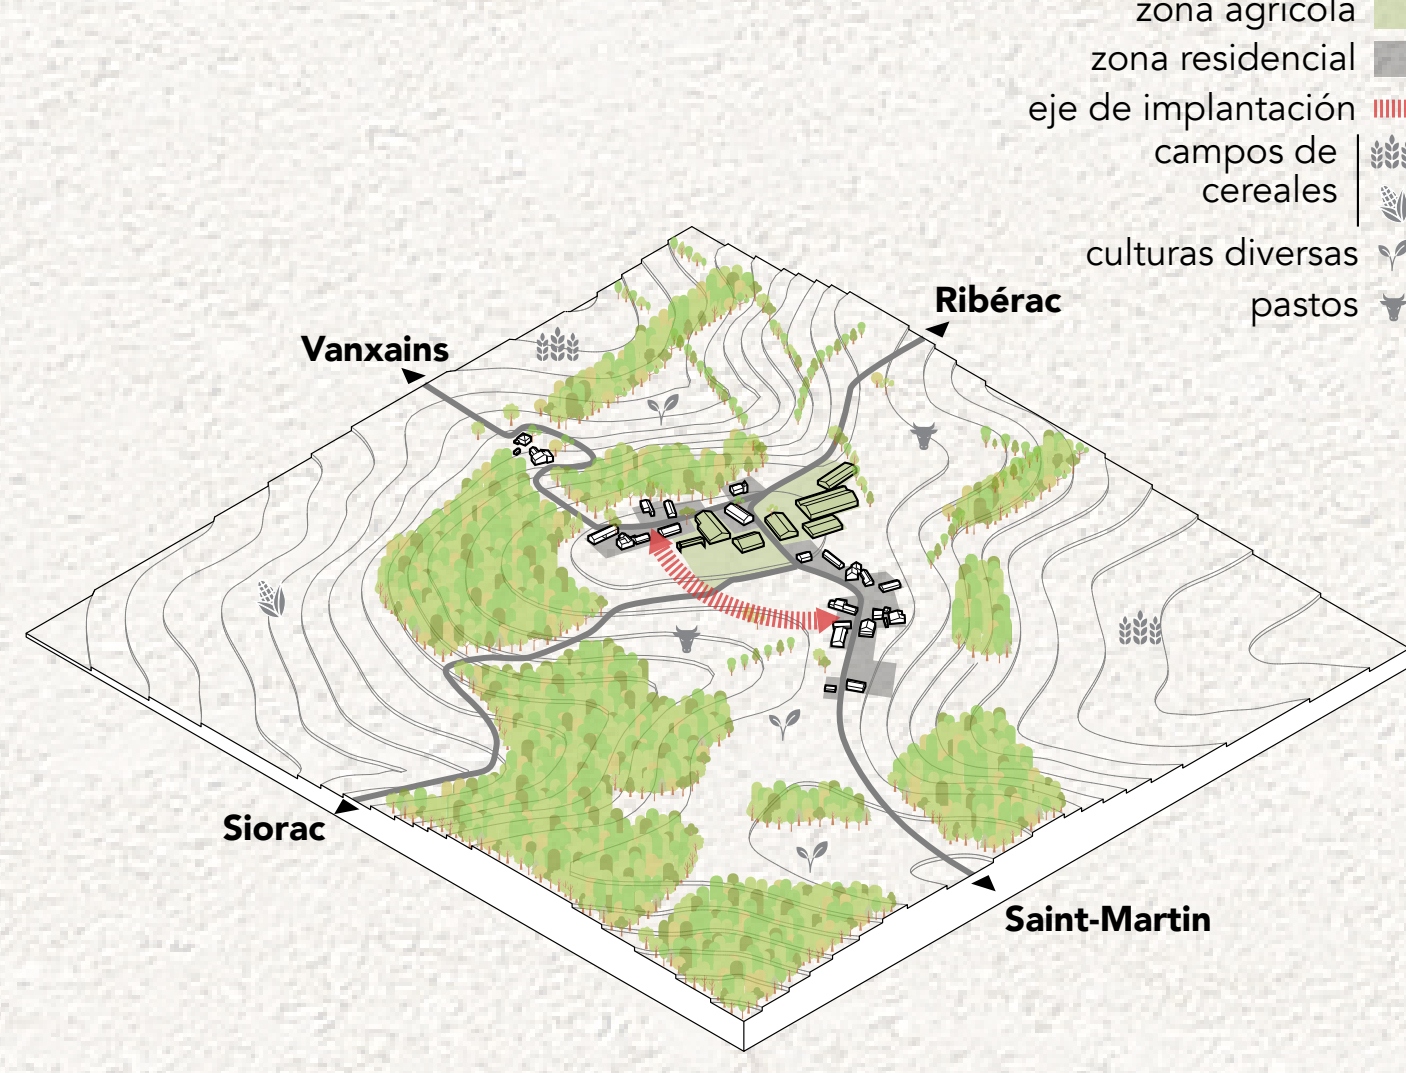 zona agrícola
zona residencial
eje de implantación
campos de
cereales
culturas diversas
pastos
Ribérac
Vanxains
Siorac
Saint-Martin